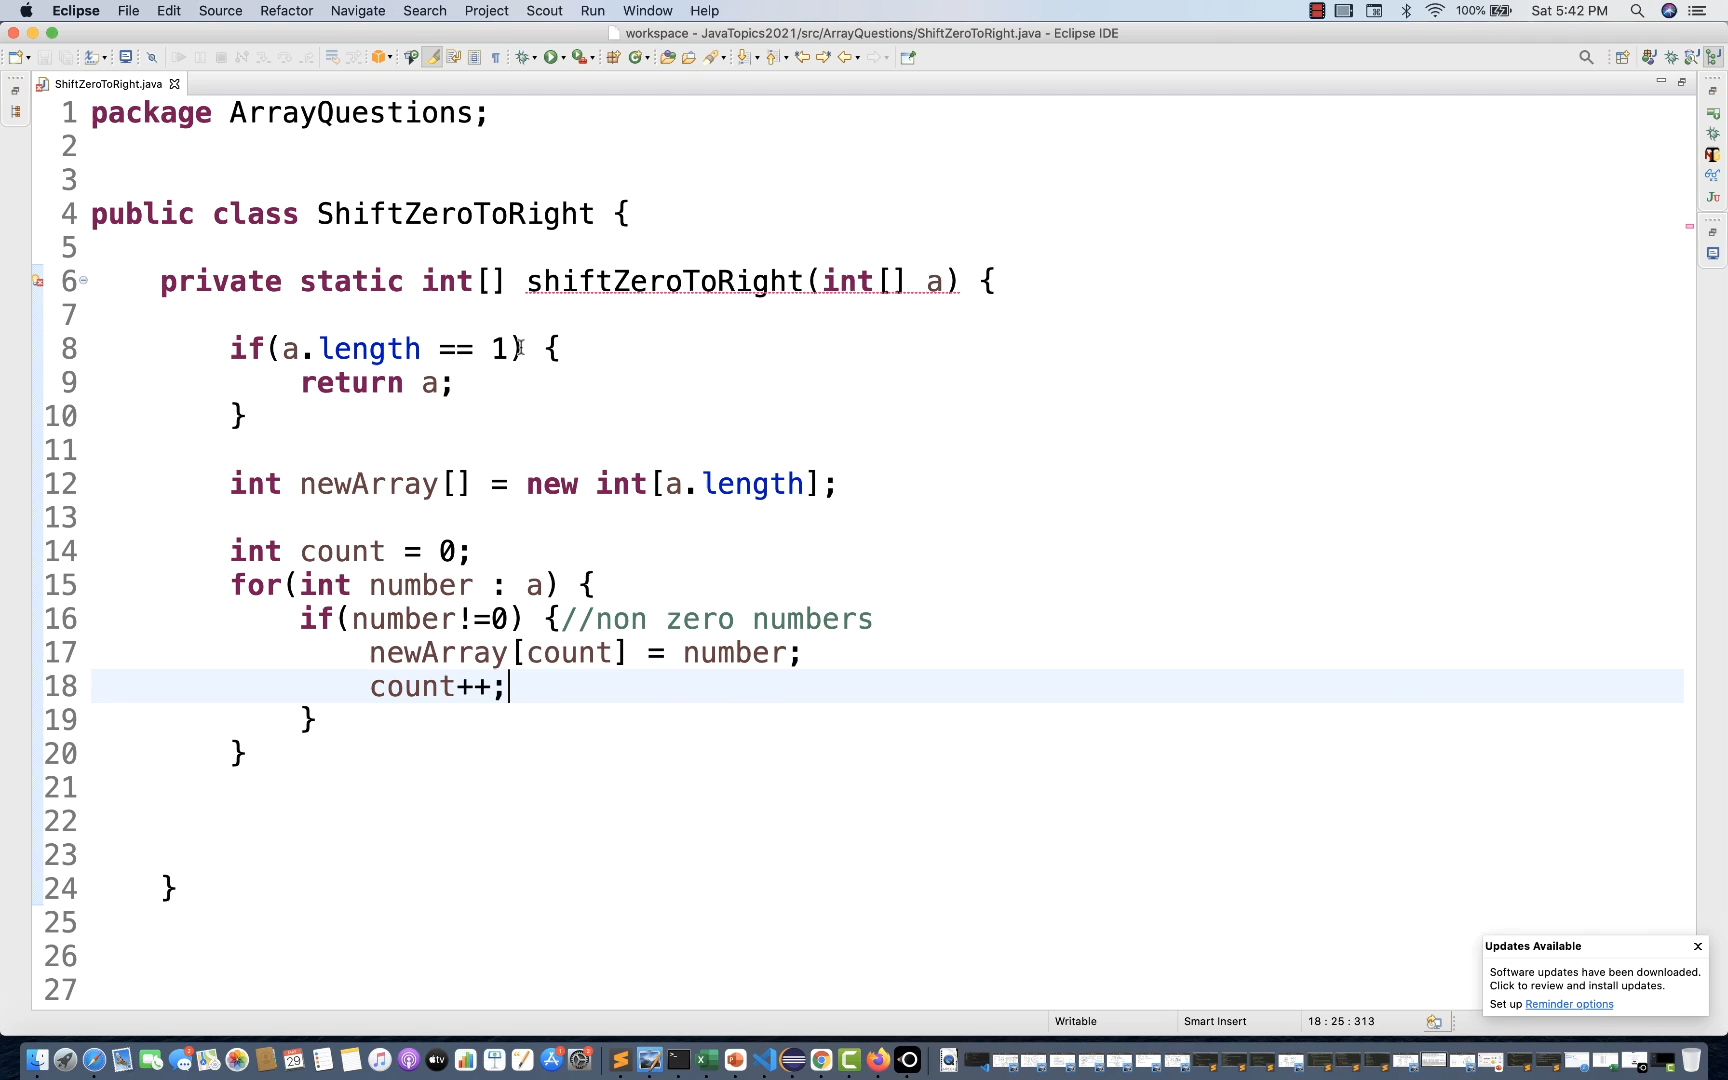 Eclipse File Edit Source Refactor Navigate Search Project Scout Run Window Help 100% Sat 5:42 PM
workspace - JavaTopics2021/src/ArrayQuestions/ShiftZeroToRight.java - Eclipse IDE
ShiftZeroToRight.java
1 package ArrayQuestions;
2
3
4 public class ShiftZeroToRight {
5
6 private static int[] shiftZeroToRight(int[] a) {
7
8 if(a.length == 1) {
9 return a;
10 }
11
12 int newArray[] = new int[a.length];
13
14 int count = 0;
15 for(int number : a) {
16 if(number!=0) {//non zero numbers
17 newArray[count] = number;
18 count++;
19 }
20 }
21
22
23
24 }
25
26
27
Updates Available
Software updates have been downloaded.
Click to review and install updates.
Set up Reminder options
Writable Smart Insert 18 : 25 : 313